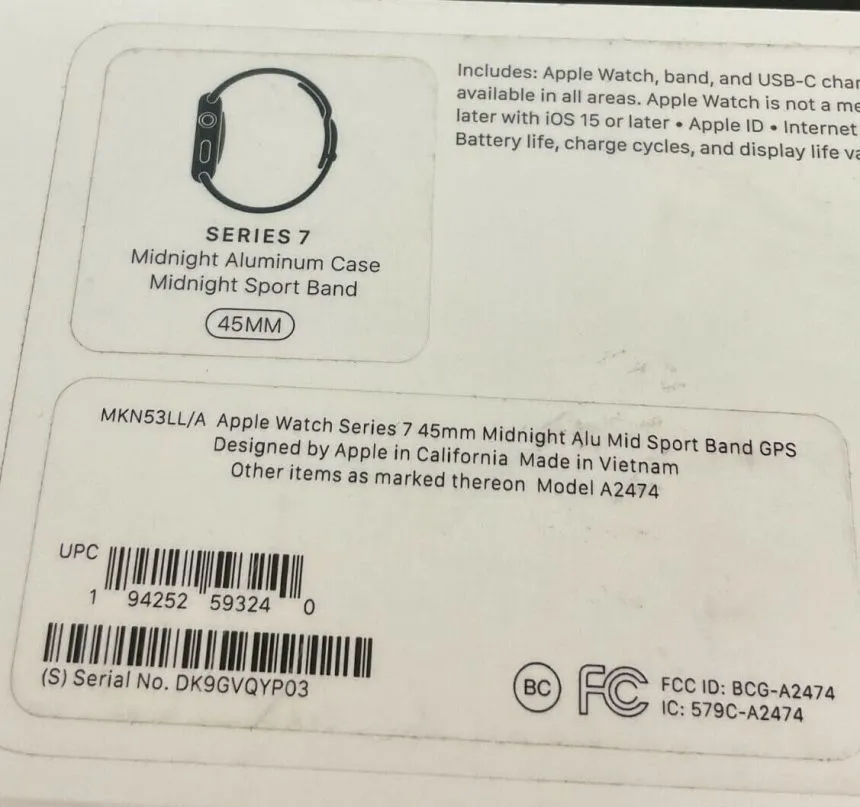 Includes: Apple Watch, band, and USB-C
available in all areas. Apple Watch is not a
later with iOS 15 or later • Apple ID • Internet
Battery life, charge cycles, and display life
SERIES 7
Midnight Aluminum Case
Midnight Sport Band
45MM
MKN53LL/A Apple Watch Series 7 45mm Midnight Alu Mid Sport Band GPS
Designed by Apple in California Made in Vietnam
Other items as marked thereon Model A2474
UPC
1 94252 59324 0
(S) Serial No. DK9GVQYP03
BC FC FCC ID: BCG-A2474
IC: 579C-A2474